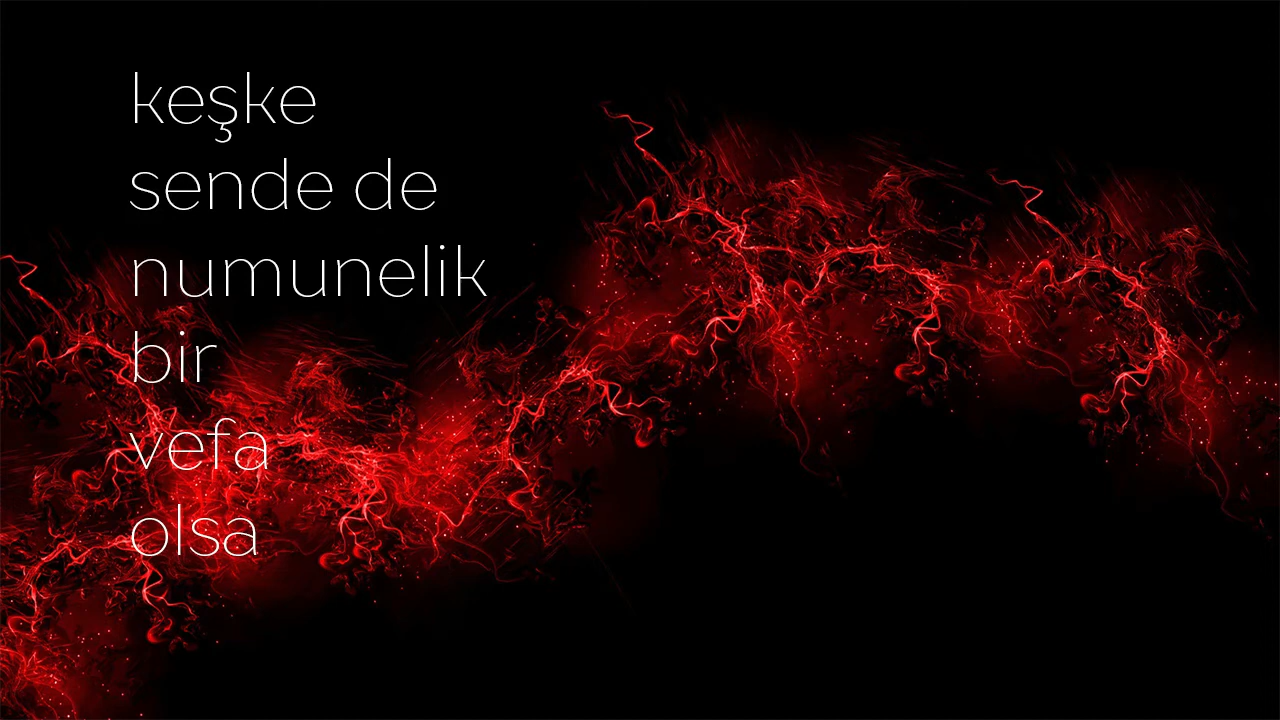 keşke
sende de
numunelik
bir
vefa
olsa